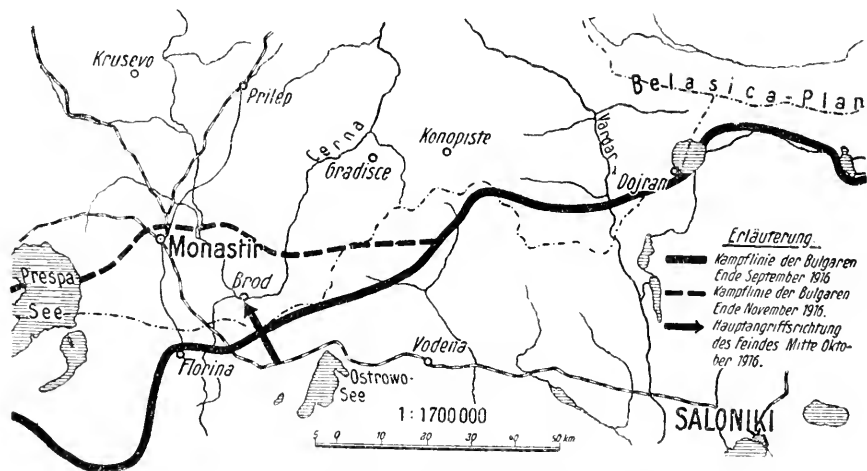 Krusevo
Prilep
Cerna
Gradisce
Konopiste
Vardar
Belasica-Plan
Dojran
Monastir
Prespa-
See
Brod
Florina
Ostrowo-
See
Vodena
SALONIKI
Erläuterung.
Kampflinie der Bulgaren
Ende September 1916
Kampflinie der Bulgaren
Ende November 1916.
Hauptangriffsrichtung
des Feindes Mitte Okto-
ber 1916.
1 : 1700 000
5 0 10 20 30 40 50 km